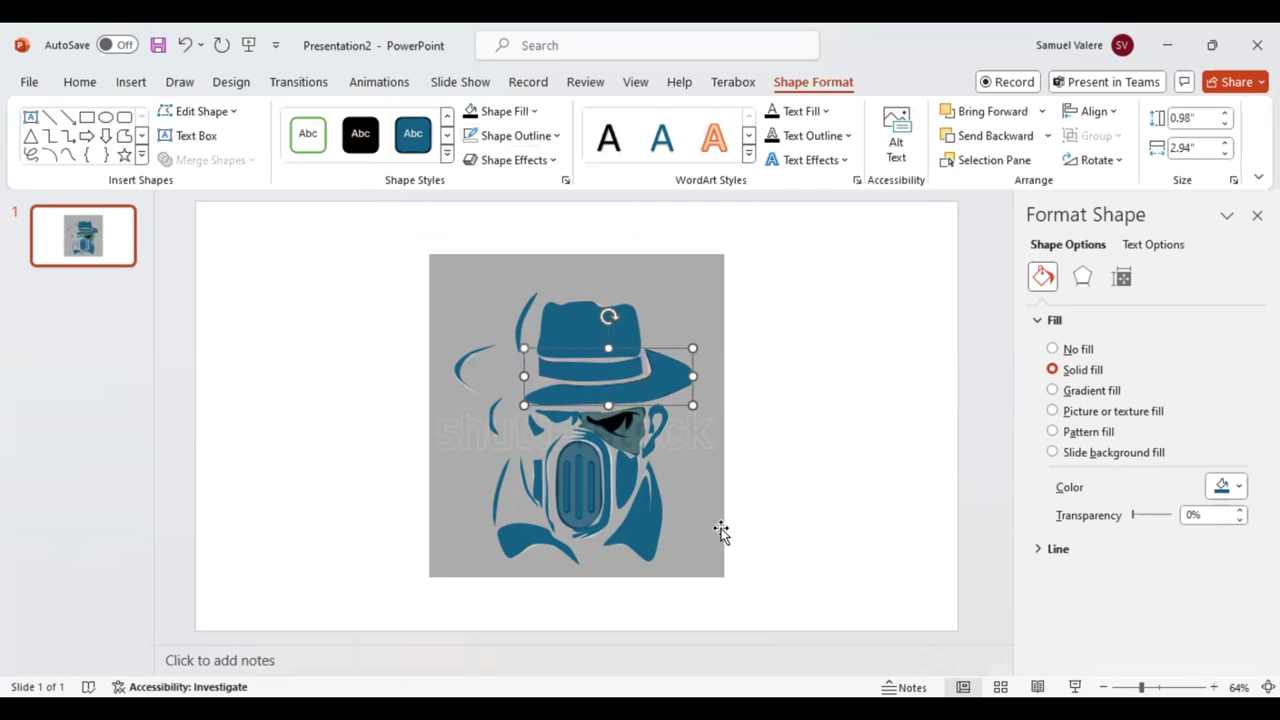 AutoSave Off Presentation2 - PowerPoint Search Samuel Valere SV
File Home Insert Draw Design Transitions Animations Slide Show Record Review View Help Terabox Shape Format Record Present in Teams Share
Edit Shape
Text Box
Merge Shapes
Insert Shapes
Abc Abc Abc
Shape Fill
Shape Outline
Shape Effects
Shape Styles
A A A
Text Fill
Text Outline
Text Effects
WordArt Styles
Alt
Text
Accessibility
Bring Forward
Send Backward
Selection Pane
Align
Group
Rotate
Arrange
0.98"
2.94"
Size
1
Format Shape
Shape Options Text Options
Fill
No fill
Solid fill
Gradient fill
Picture or texture fill
Pattern fill
Slide background fill
Color
Transparency 0%
Line
Click to add notes
Slide 1 of 1 Accessibility: Investigate Notes 64%